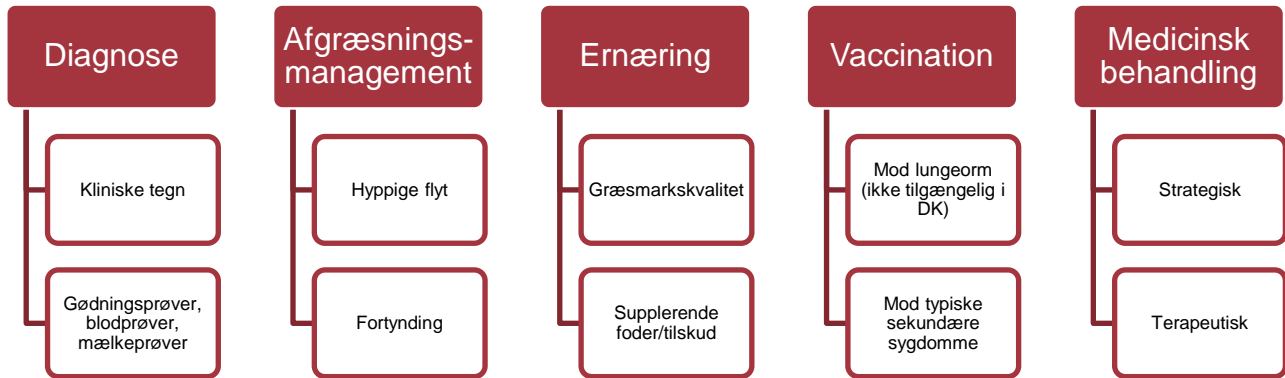 Diagnose
Kliniske tegn
Gødningsprøver,
blodprøver,
mælkeprøver
Afgræsnings-
management
Hyppige flyt
Fortynding
Ernæring
Græsmarkskvalitet
Supplerende
foder/tilskud
Vaccination
Mod lungeorm
(ikke tilgængelig i
DK)
Mod typiske
sekundære
sygdomme
Medicinsk
behandling
Strategisk
Terapeutisk